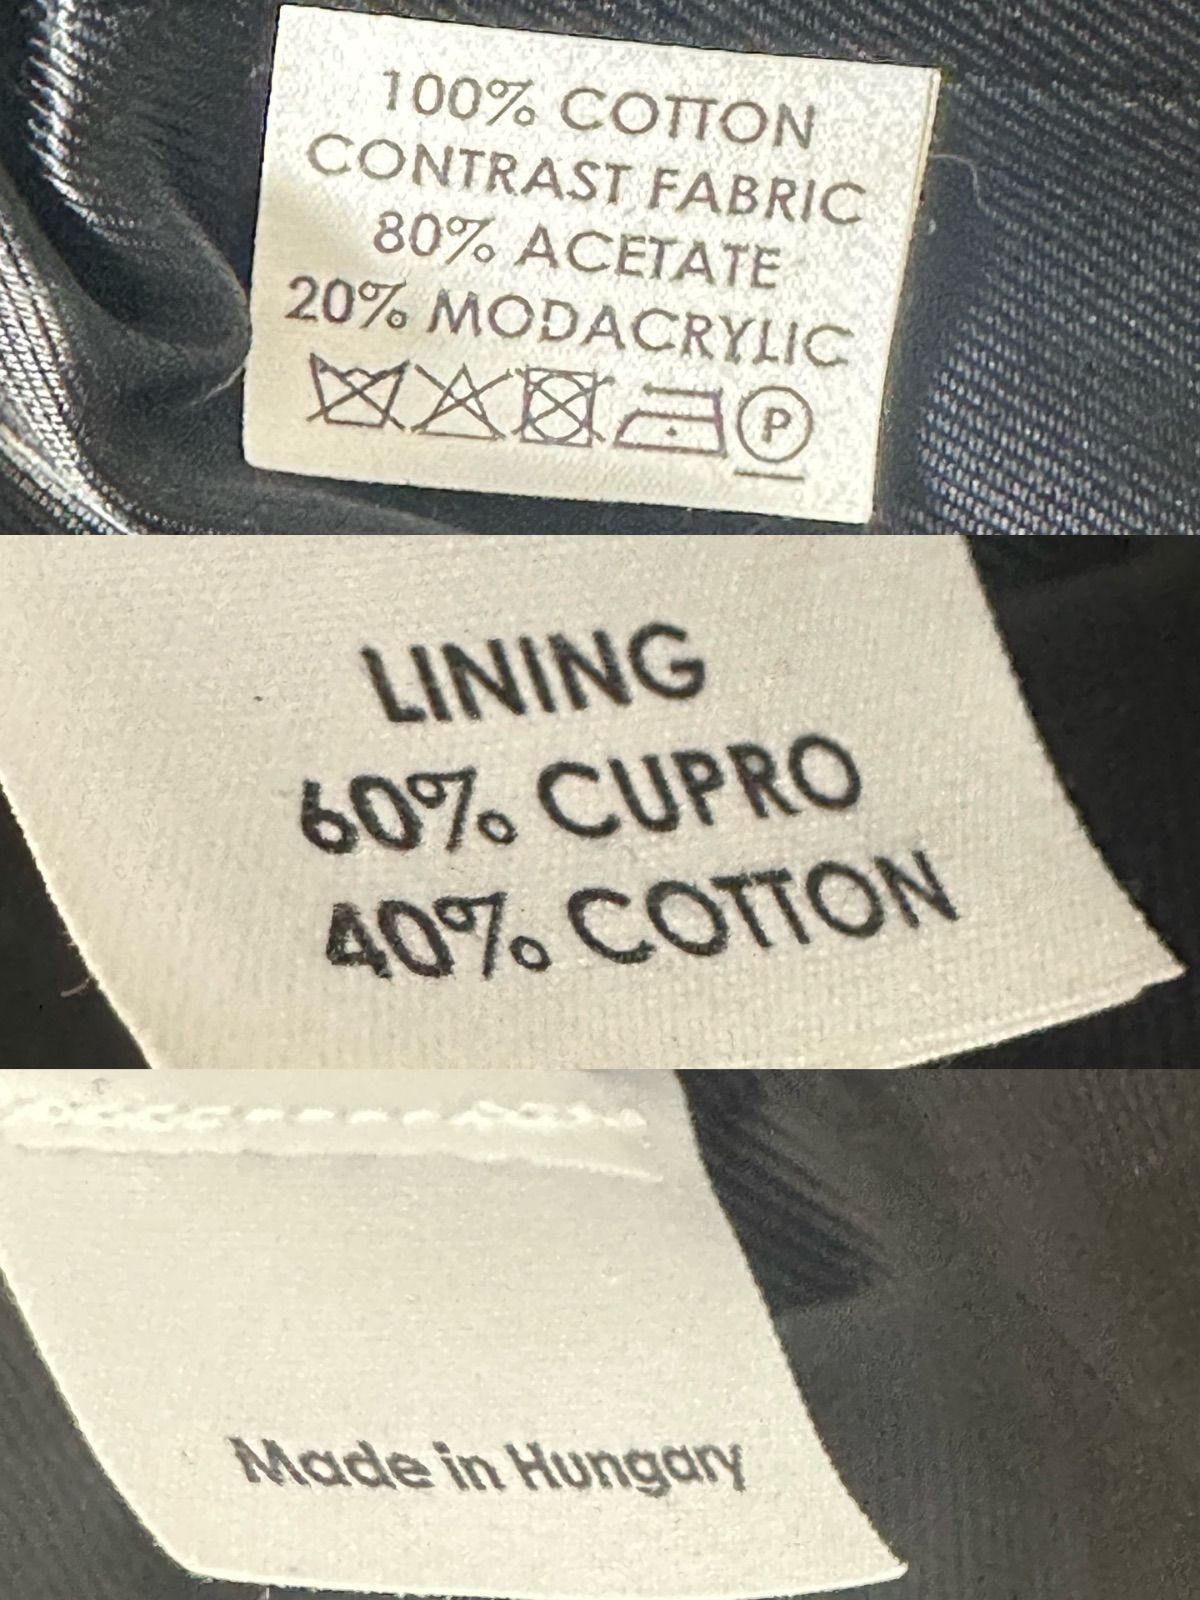 100% COTTON
CONTRAST FABRIC
80% ACETATE
20% MODACRYLIC
P
LINING
60% CUPRO
40% COTTON
Made in Hungary